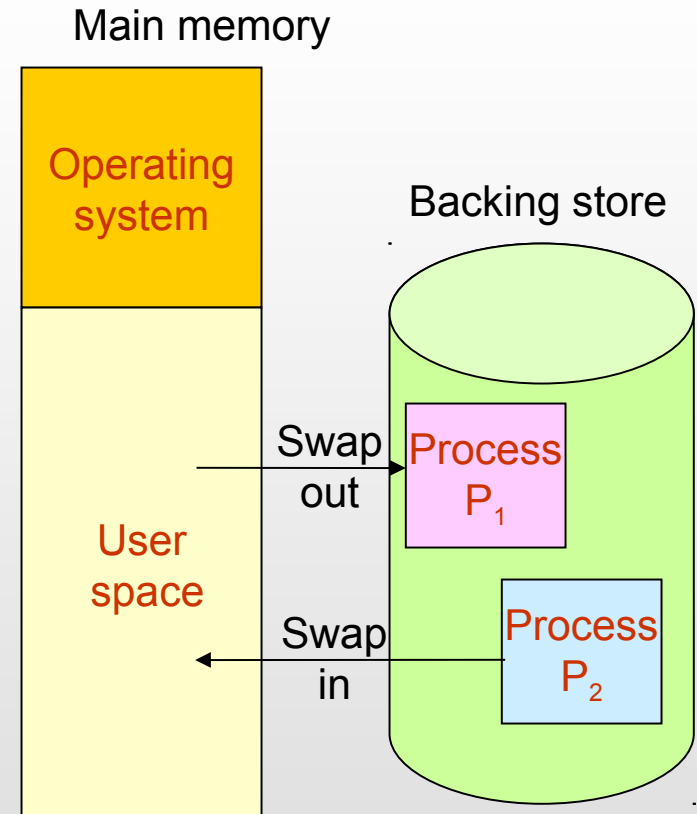 Main memory
Operating
system
Backing store
Swap
out
Process
P₁
User
space
Swap
in
Process
P₂